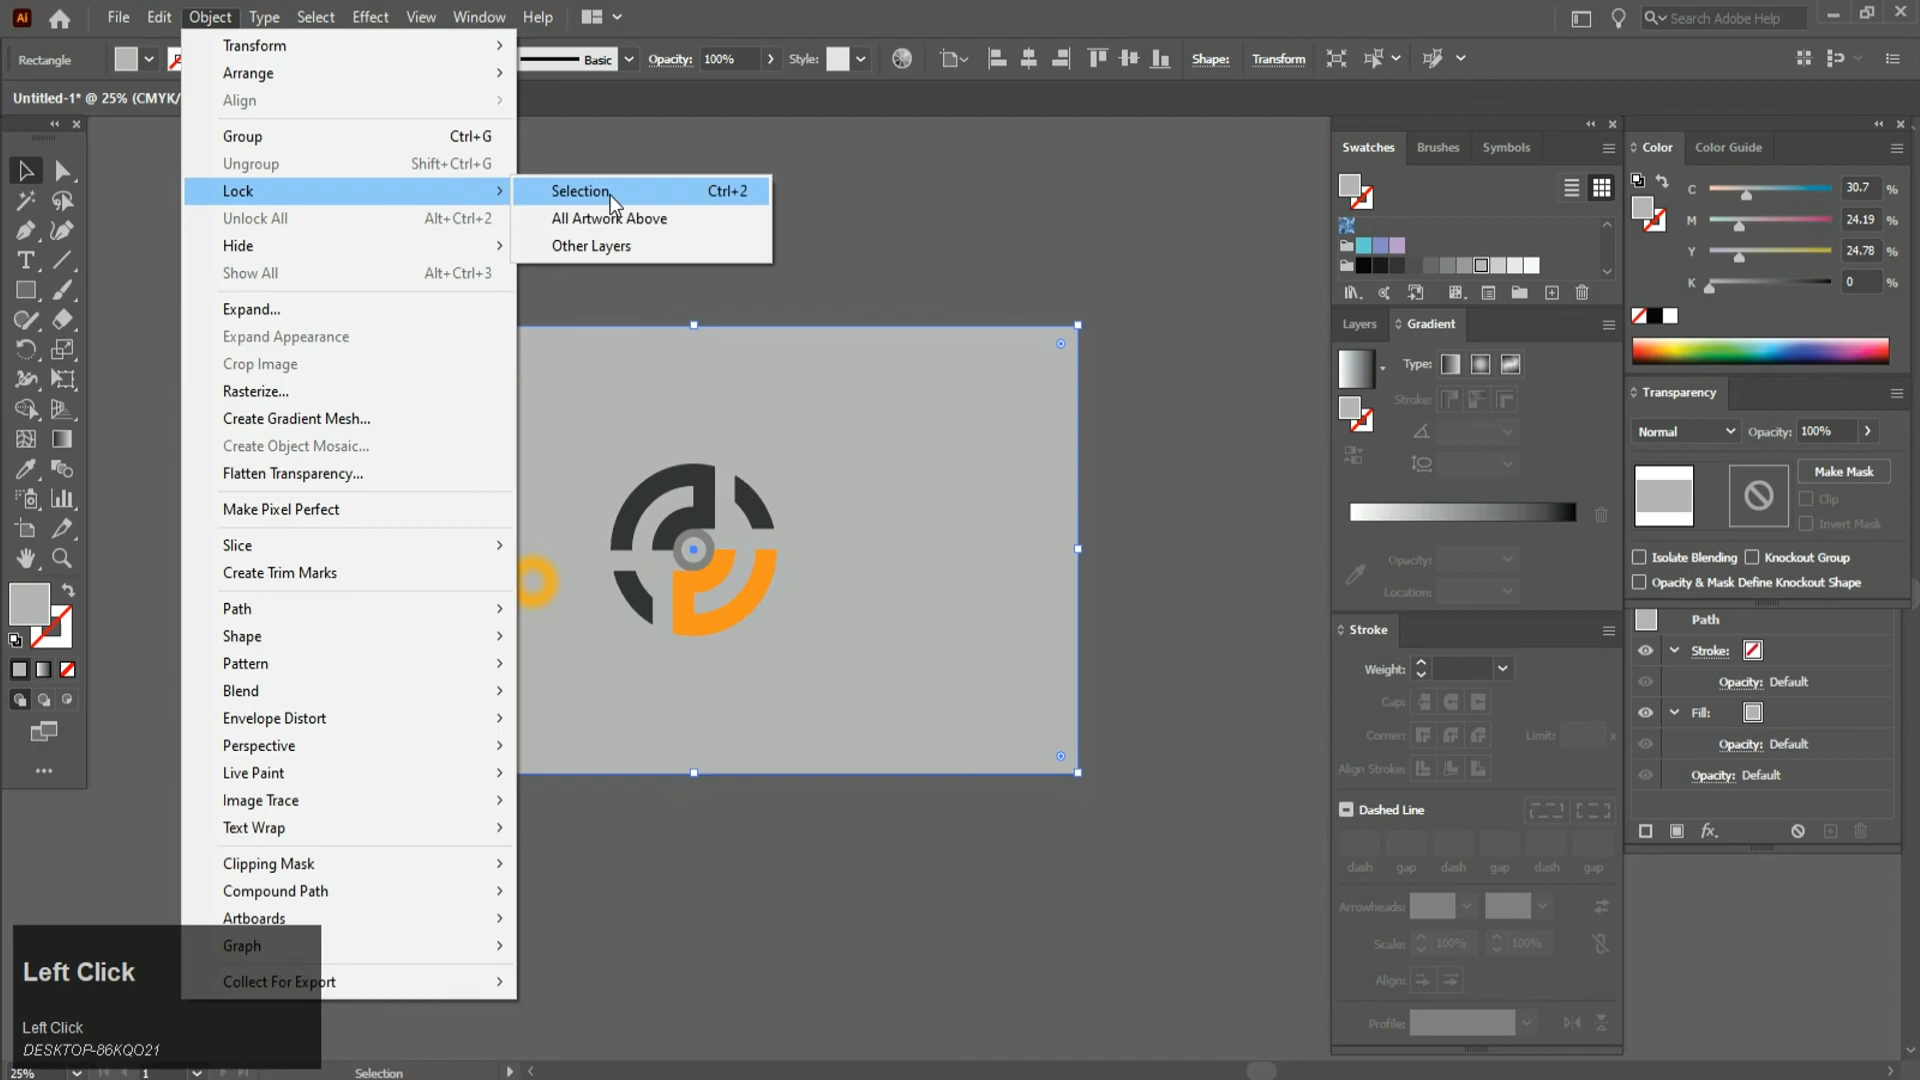 Ai File Edit Object Type Select Effect View Window Help Search Adobe Help
Rectangle Basic Opacity: 100% Style: Shape: Transform
Untitled-1* @ 25% (CMYK/
Transform
Arrange
Align
Group Ctrl+G
Ungroup Shift+Ctrl+G
Lock
Unlock All Alt+Ctrl+2
Hide
Show All Alt+Ctrl+3
Expand...
Expand Appearance
Crop Image
Rasterize...
Create Gradient Mesh...
Create Object Mosaic...
Flatten Transparency...
Make Pixel Perfect
Slice
Create Trim Marks
Path
Shape
Pattern
Blend
Envelope Distort
Perspective
Live Paint
Image Trace
Text Wrap
Clipping Mask
Compound Path
Artboards
Graph
Collect For Export
Selection Ctrl+2
All Artwork Above
Other Layers
Swatches Brushes Symbols
Layers Gradient
Type:
Stroke:
Opacity:
Location:
Stroke
Weight:
Cap:
Corner: Limit: x
Align Stroke:
Dashed Line
dash gap dash gap dash gap
Arrowheads:
Scale: 100% 100%
Align:
Profile:
Color Color Guide
C 30.7 %
M 24.19 %
Y 24.78 %
K 0 %
Transparency
Normal Opacity: 100%
Make Mask
Clip
Invert Mask
Isolate Blending Knockout Group
Opacity & Mask Define Knockout Shape
Path
Stroke:
Opacity: Default
Fill:
Opacity: Default
Opacity: Default
fx.
Left Click
Left Click
DESKTOP-86KQO21
25% 1 Selection